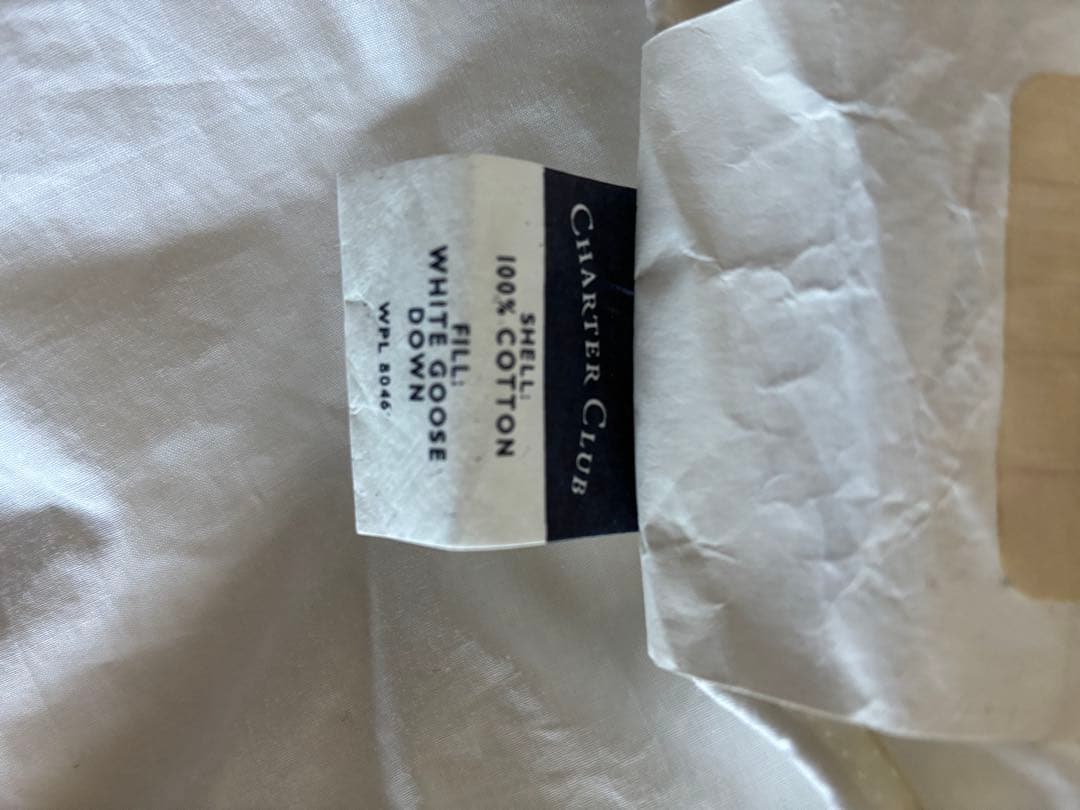 CHARTER CLUB
SHELL:
100% COTTON
FILL:
WHITE GOOSE
DOWN
WPL 8046